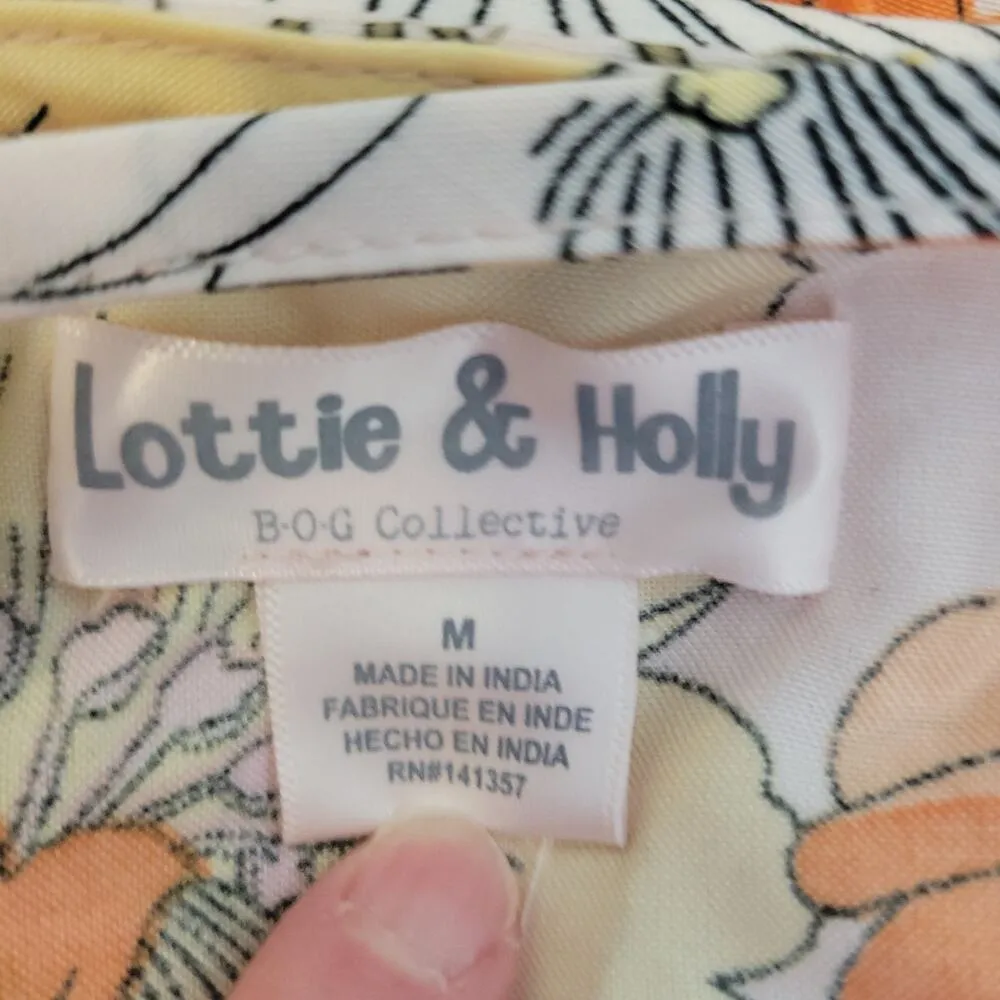 Lottie & Holly
B·O·G Collective
M
MADE IN INDIA
FABRIQUE EN INDE
HECHO EN INDIA
RN#141357